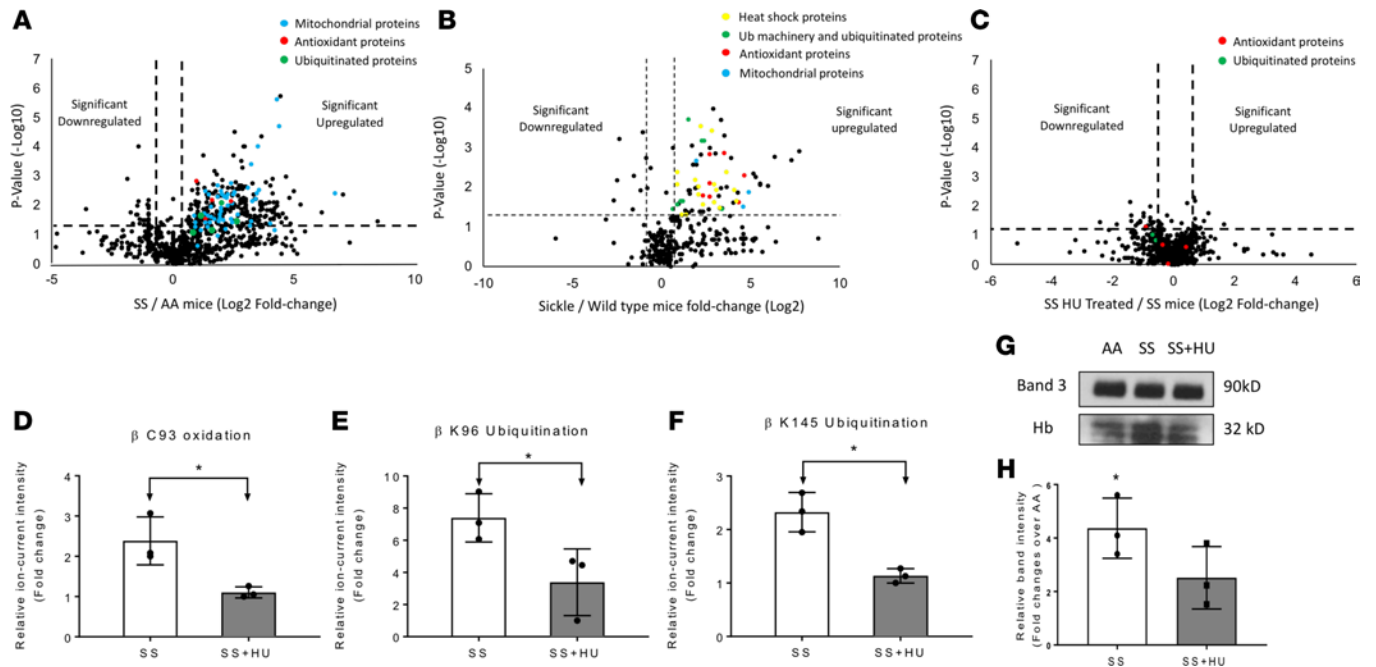 A
Mitochondrial proteins
Antioxidant proteins
Ubiquitinated proteins
7
6
5
4
3
2
1
0
P-Value (-Log10)
Significant
Downregulated
Significant
Upregulated
-5
0
5
10
SS / AA mice (Log2 Fold-change)
B
Heat shock proteins
Ub machinery and ubiquitinated proteins
Antioxidant proteins
Mitochondrial proteins
5
4
3
2
1
0
P-Value (-Log10)
Significant
Downregulated
Significant
upregulated
-10
-5
0
5
10
Sickle / Wild type mice fold-change (Log2)
C
Antioxidant proteins
Ubiquitinated proteins
7
6
5
4
3
2
1
0
P-Value (-Log10)
Significant
Downregulated
Significant
Upregulated
-6
-4
-2
0
2
4
6
SS HU Treated / SS mice (Log2 Fold-change)
D
β C93 oxidation
*
4
3
2
1
0
Relative ion-current intensity
(Fold change)
SS
SS+HU
E
β K96 Ubiquitination
*
10
8
6
4
2
0
Relative ion-current intensity
(Fold change)
SS
SS+HU
F
β K145 Ubiquitination
*
3
2
1
0
Relative ion-current intensity
(Fold change)
SS
SS+HU
G
AA SS SS+HU
Band 3 90kD
Hb 32 kD
H
*
6
4
2
0
Relative band intensity
(Fold changes over AA)
SS
SS+HU